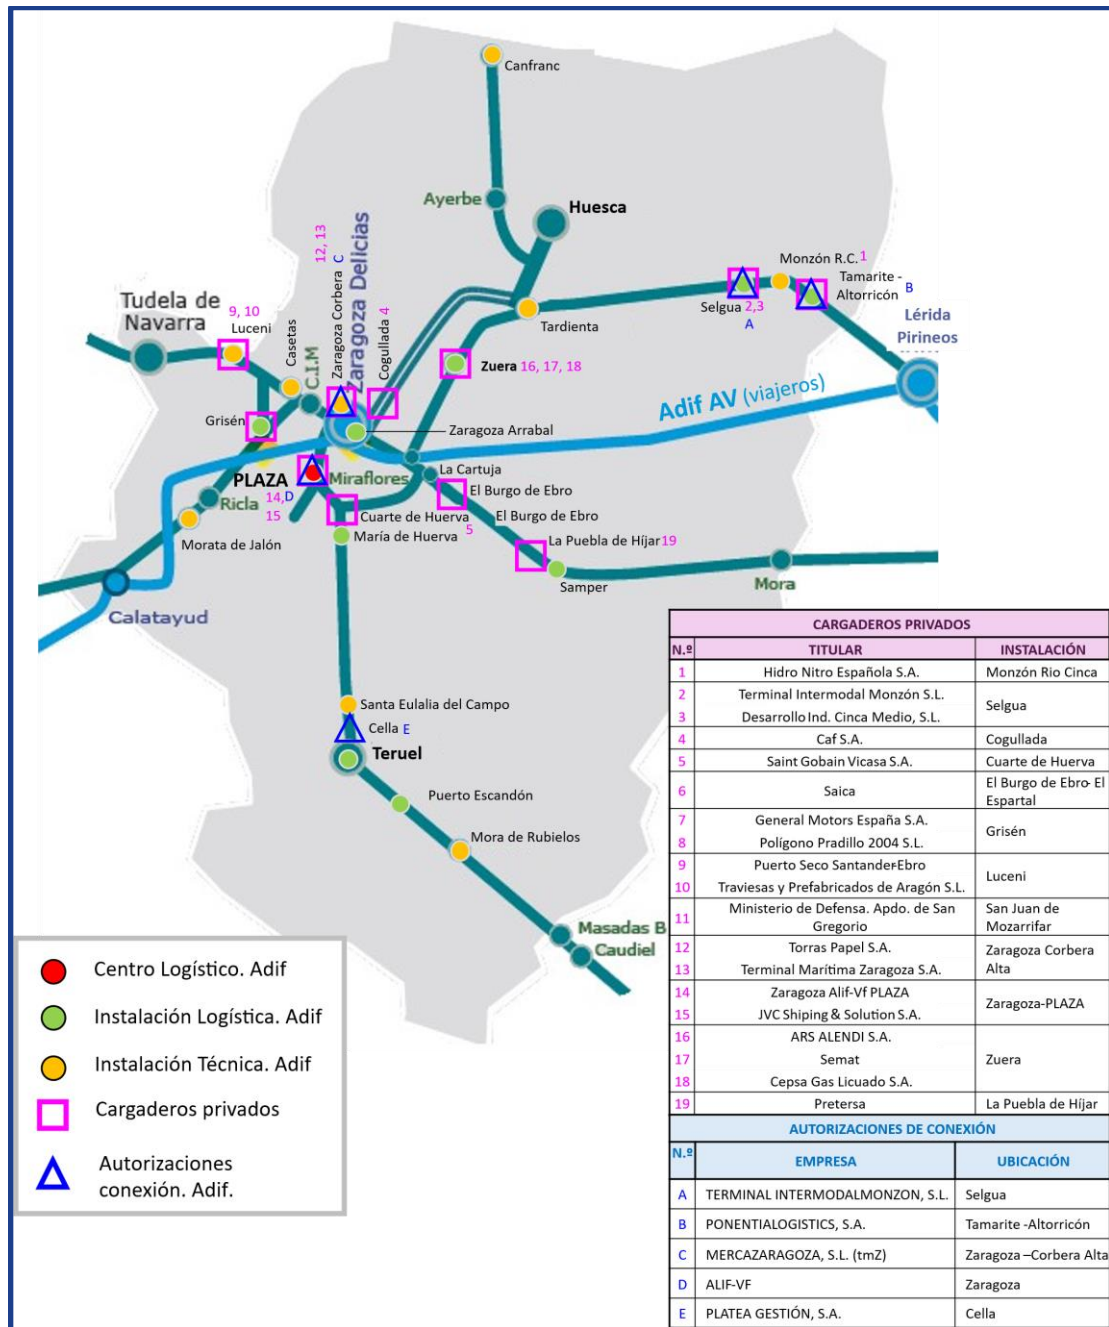 Canfranc
Ayerbe
Huesca
12, 13
Zaragoza Corbera C
Zaragoza Delicias
Cogullada 4
Monzón R.C. 1
Tamarite -
Altorricón B
Selgua 2,3
A
Lérida
Pirineos
Tudela de
Navarra
9, 10
Luceni
Casetas
C.I.M
Tardienta
Zuera 16, 17, 18
Adif AV (viajeros)
Grisén
Zaragoza Arrabal
PLAZA
Miraflores
La Cartuja
14,D
15
Ricla
El Burgo de Ebro
Cuarte de Huerva
5
El Burgo de Ebro
María de Huerva
Morata de Jalón
La Puebla de Híjar 19
Samper
Mora
Calatayud
Santa Eulalia del Campo
Cella E
Teruel
Puerto Escandón
Mora de Rubielos
Masadas B
Caudiel
Centro Logístico. Adif
Instalación Logística. Adif
Instalación Técnica. Adif
Cargaderos privados
Autorizaciones
conexión. Adif.
CARGADEROS PRIVADOS
N.º TITULAR INSTALACIÓN
1 Hidro Nitro Española S.A. Monzón Rio Cinca
2 Terminal Intermodal Monzón S.L.
Selgua
3 Desarrollo Ind. Cinca Medio, S.L.
4 Caf S.A. Cogullada
5 Saint Gobain Vicasa S.A. Cuarte de Huerva
6 Saica El Burgo de Ebro- El
Espartal
7 General Motors España S.A.
Grisén
8 Polígono Pradillo 2004 S.L.
9 Puerto Seco Santander-Ebro
Luceni
10 Traviesas y Prefabricados de Aragón S.L.
11 Ministerio de Defensa. Apdo. de San
Gregorio
San Juan de
Mozarrifar
12 Torras Papel S.A.
Zaragoza Corbera
Alta
13 Terminal Marítima Zaragoza S.A.
14 Zaragoza Alif-Vf PLAZA
Zaragoza-PLAZA
15 JVC Shiping & Solution S.A.
16 ARS ALENDI S.A.
17 Semat Zuera
18 Cepsa Gas Licuado S.A.
19 Pretersa La Puebla de Híjar
AUTORIZACIONES DE CONEXIÓN
N.º EMPRESA UBICACIÓN
A TERMINAL INTERMODALMONZON, S.L. Selgua
B PONENTIALOGISTICS, S.A. Tamarite -Altorricón
C MERCAZARAGOZA, S.L. (tmZ) Zaragoza –Corbera Alta
D ALIF-VF Zaragoza
E PLATEA GESTIÓN, S.A. Cella